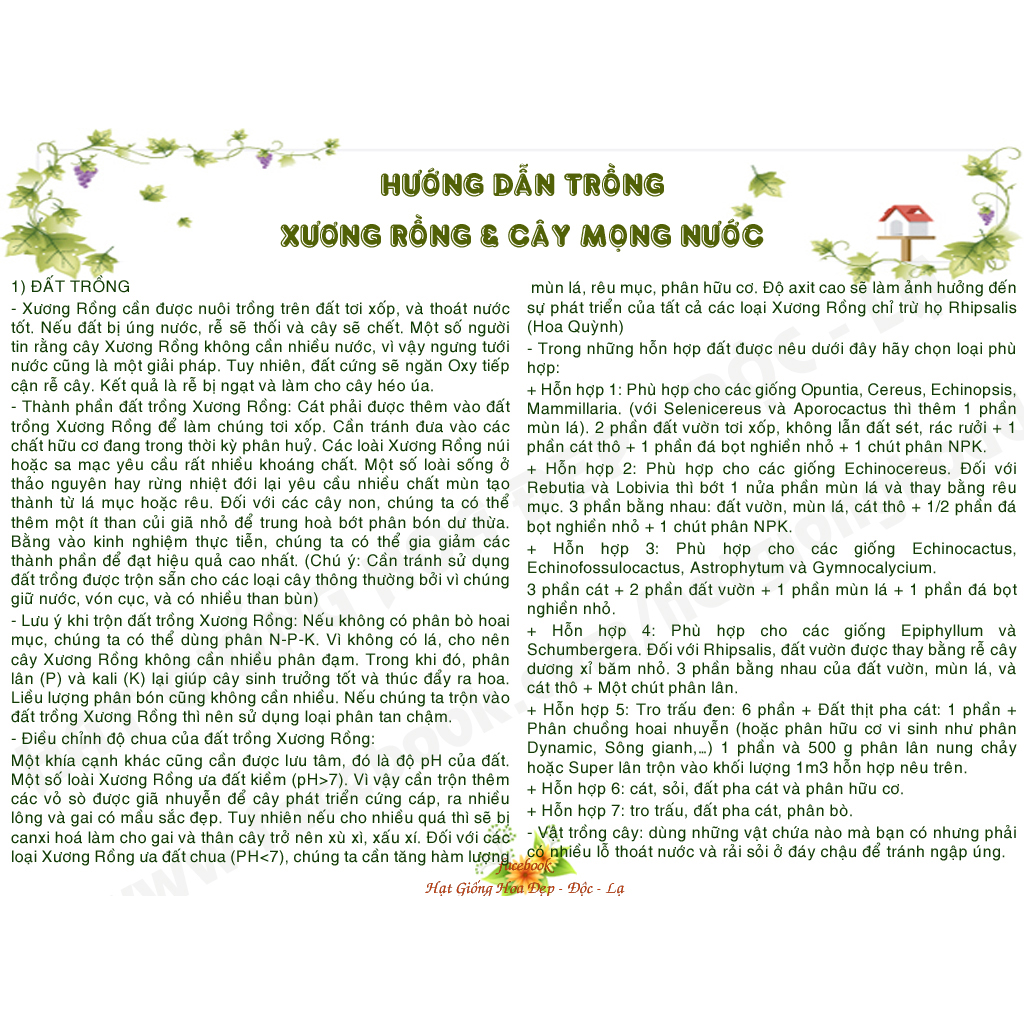 HƯỚNG DẪN TRỒNG
XƯƠNG RỒNG & CÂY MỌNG NƯỚC
1) ĐẤT TRỒNG
- Xương Rồng cần được nuôi trồng trên đất tơi xốp, và thoát nước
tốt. Nếu đất bị úng nước, rễ sẽ thối và cây sẽ chết. Một số người
tin rằng cây Xương Rồng không cần nhiều nước, vì vậy ngưng tưới
nước cũng là một giải pháp. Tuy nhiên, đất cứng sẽ ngăn Oxy tiếp
cận rễ cây. Kết quả là rễ bị ngạt và làm cho cây héo úa.
- Thành phần đất trồng Xương Rồng: Cát phải được thêm vào đất
trồng Xương Rồng để làm chúng tơi xốp. Cần tránh đưa vào các
chất hữu cơ đang trong thời kỳ phân huỷ. Các loài Xương Rồng núi
hoặc sa mạc yêu cầu rất nhiều khoáng chất. Một số loài sống ở
thảo nguyên hay rừng nhiệt đới lại yêu cầu nhiều chất mùn tạo
thành từ lá mục hoặc rêu. Đối với các cây non, chúng ta có thể
thêm một ít than củi giã nhỏ để trung hoà bớt phân bón dư thừa.
Bằng vào kinh nghiệm thực tiễn, chúng ta có thể gia giảm các
thành phần để đạt hiệu quả cao nhất. (Chú ý: Cần tránh sử dụng
đất trồng được trộn sẵn cho các loại cây thông thường bởi vì chúng
giữ nước, vón cục, và có nhiều than bùn)
- Lưu ý khi trộn đất trồng Xương Rồng: Nếu không có phân bò hoai
mục, chúng ta có thể dùng phân N-P-K. Vì không có lá, cho nên
cây Xương Rồng không cần nhiều phân đạm. Trong khi đó, phân
lân (P) và kali (K) lại giúp cây sinh trưởng tốt và thúc đẩy ra hoa.
Liều lượng phân bón cũng không cần nhiều. Nếu chúng ta trộn vào
đất trồng Xương Rồng thì nên sử dụng loại phân tan chậm.
- Điều chỉnh độ chua của đất trồng Xương Rồng:
Một khía cạnh khác cũng cần được lưu tâm, đó là độ pH của đất.
Một số loài Xương Rồng ưa đất kiềm (pH>7). Vì vậy cần trộn thêm
các vỏ sò được giã nhuyễn để cây phát triển cứng cáp, ra nhiều
lông và gai có mầu sắc đẹp. Tuy nhiên nếu cho nhiều quá thì sẽ bị
canxi hoá làm cho gai và thân cây trở nên xù xì, xấu xí. Đối với các
loại Xương Rồng ưa đất chua (PH<7), chúng ta cần tăng hàm lượng
mùn lá, rêu mục, phân hữu cơ. Độ axit cao sẽ làm ảnh hưởng đến
sự phát triển của tất cả các loại Xương Rồng chỉ trừ họ Rhipsalis
(Hoa Quỳnh)
- Trong những hỗn hợp đất được nêu dưới đây hãy chọn loại phù
hợp:
+ Hỗn hợp 1: Phù hợp cho các giống Opuntia, Cereus, Echinopsis,
Mammillaria. (với Selenicereus và Aporocactus thì thêm 1 phần
mùn lá). 2 phần đất vườn tơi xốp, không lẫn đất sét, rác rưởi + 1
phần cát thô + 1 phần đá bọt nghiền nhỏ + 1 chút phân NPK.
+ Hỗn hợp 2: Phù hợp cho các giống Echinocereus. Đối với
Rebutia và Lobivia thì bớt 1 nửa phần mùn lá và thay bằng rêu
mục. 3 phần bằng nhau: đất vườn, mùn lá, cát thô + 1/2 phần đá
bọt nghiền nhỏ + 1 chút phân NPK.
+ Hỗn hợp 3: Phù hợp cho các giống Echinocactus,
Echinofossulocactus, Astrophytum và Gymnocalycium.
3 phần cát + 2 phần đất vườn + 1 phần mùn lá + 1 phần đá bọt
nghiền nhỏ.
+ Hỗn hợp 4: Phù hợp cho các giống Epiphyllum và
Schumbergera. Đối với Rhipsalis, đất vườn được thay bằng rễ cây
dương xỉ băm nhỏ. 3 phần bằng nhau của đất vườn, mùn lá, và
cát thô + Một chút phân lân.
+ Hỗn hợp 5: Tro trấu đen: 6 phần + Đất thịt pha cát: 1 phần +
Phân chuồng hoai nhuyễn (hoặc phân hữu cơ vi sinh như phân
Dynamic, Sông gianh,...) 1 phần và 500 g phân lân nung chảy
hoặc Super lân trộn vào khối lượng 1m3 hỗn hợp nêu trên.
+ Hỗn hợp 6: cát, sỏi, đất pha cát và phân hữu cơ.
+ Hỗn hợp 7: tro trấu, đất pha cát, phân bò.
- Vật trồng cây: dùng những vật chứa nào mà bạn có nhưng phải
có nhiều lỗ thoát nước và rải sỏi ở đáy chậu để tránh ngập úng.
facebook
Hạt Giống Hoa Đẹp - Độc - Lạ